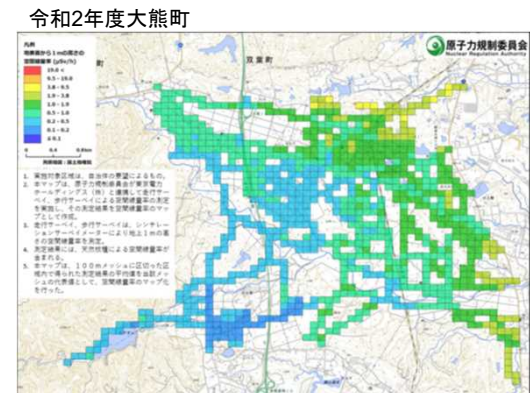 令和2年度大熊町
凡例
地表面から1mの高さの
空間線量率 (μSv/h)
19.0 <
9.5 - 19.0
3.8 - 9.5
1.9 - 3.8
1.0 - 1.9
0.5 - 1.0
0.2 - 0.5
0.1 - 0.2
≦ 0.1
双葉町
原子力規制委員会
Nuclear Regulation Authority
1. 実施対象区域は、自治体の要望によるもの。
2. 本マップは、原子力規制委員会が東京電力
ホールディングス（株）と連携して走行サー
ベイ、歩行サーベイによる空間線量率の測定
を実施し、その測定結果を空間線量率のマッ
プとして作成。
3. 走行サーベイ、歩行サーベイは、シンチレー
ションサーベイメーターにより地上1mの高
さの空間線量率を測定。
4. 測定結果には、天然核種による空間線量率が
含まれる。
5. 本マップは、100mメッシュに区切った区
域内で得られた測定結果の平均値を当該メッ
シュの代表値として、空間線量率のマップ化
を行った。